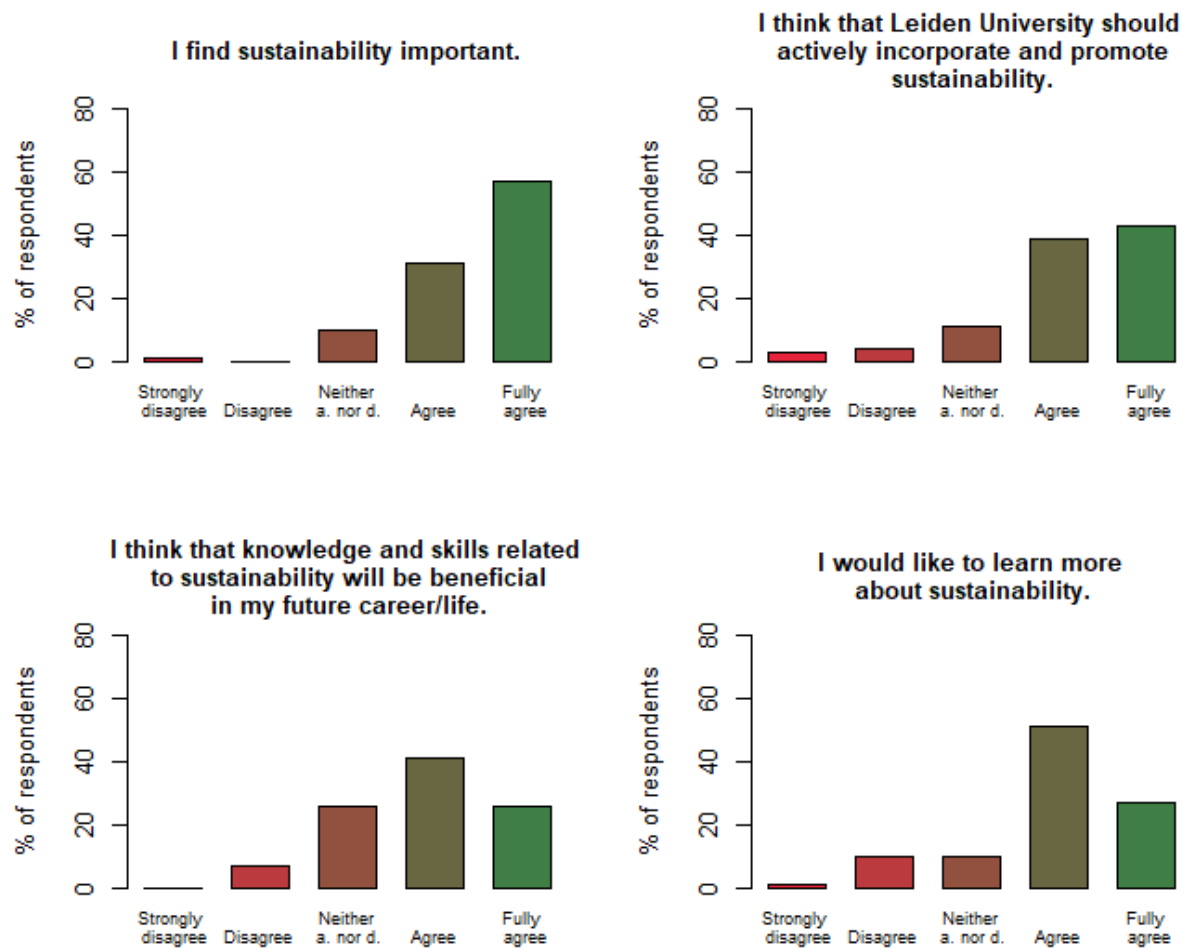 I find sustainability important.
% of respondents
80
60
40
20
0
Strongly
disagree
Disagree
Neither
a. nor d.
Agree
Fully
agree
I think that Leiden University should
actively incorporate and promote
sustainability.
% of respondents
80
60
40
20
0
Strongly
disagree
Disagree
Neither
a. nor d.
Agree
Fully
agree
I think that knowledge and skills related
to sustainability will be beneficial
in my future career/life.
% of respondents
80
60
40
20
0
Strongly
disagree
Disagree
Neither
a. nor d.
Agree
Fully
agree
I would like to learn more
about sustainability.
% of respondents
80
60
40
20
0
Strongly
disagree
Disagree
Neither
a. nor d.
Agree
Fully
agree